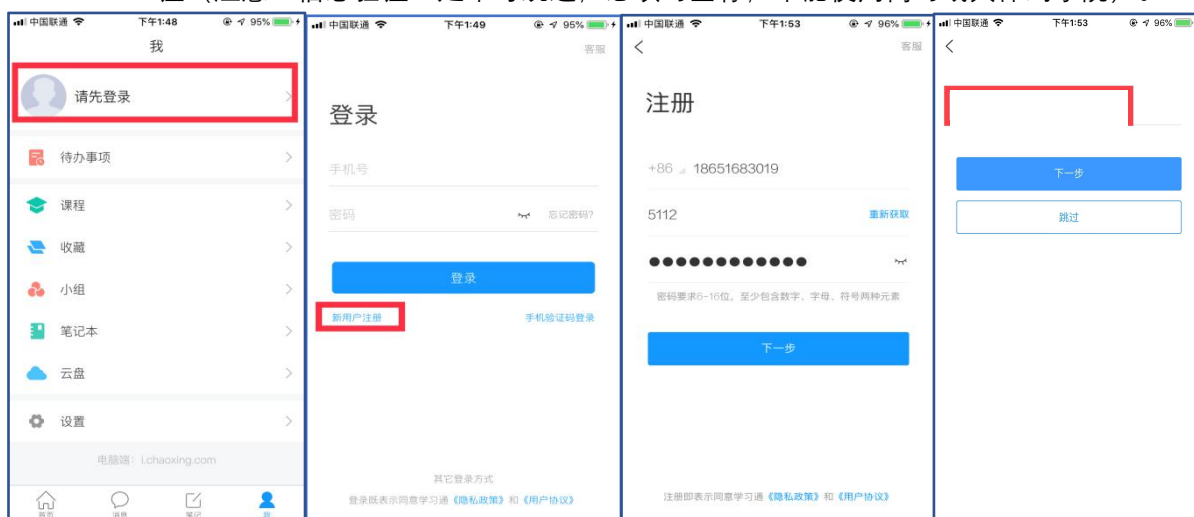 中国联通 下午1:48 95%
我
请先登录
待办事项
课程
收藏
小组
笔记本
云盘
设置
电脑端：i.chaoxing.com
首页 消息 笔记 我
中国联通 下午1:49 95%
客服
登录
手机号
密码 忘记密码?
登录
新用户注册 手机验证码登录
其它登录方式
登录既表示同意学习通《隐私政策》和《用户协议》
中国联通 下午1:53 96%
客服
注册
+86 18651683019
5112 重新获取
密码要求6-16位，至少包含数字、字母、符号两种元素
下一步
注册即表示同意学习通《隐私政策》和《用户协议》
中国联通 下午1:53 96%
下一步
跳过